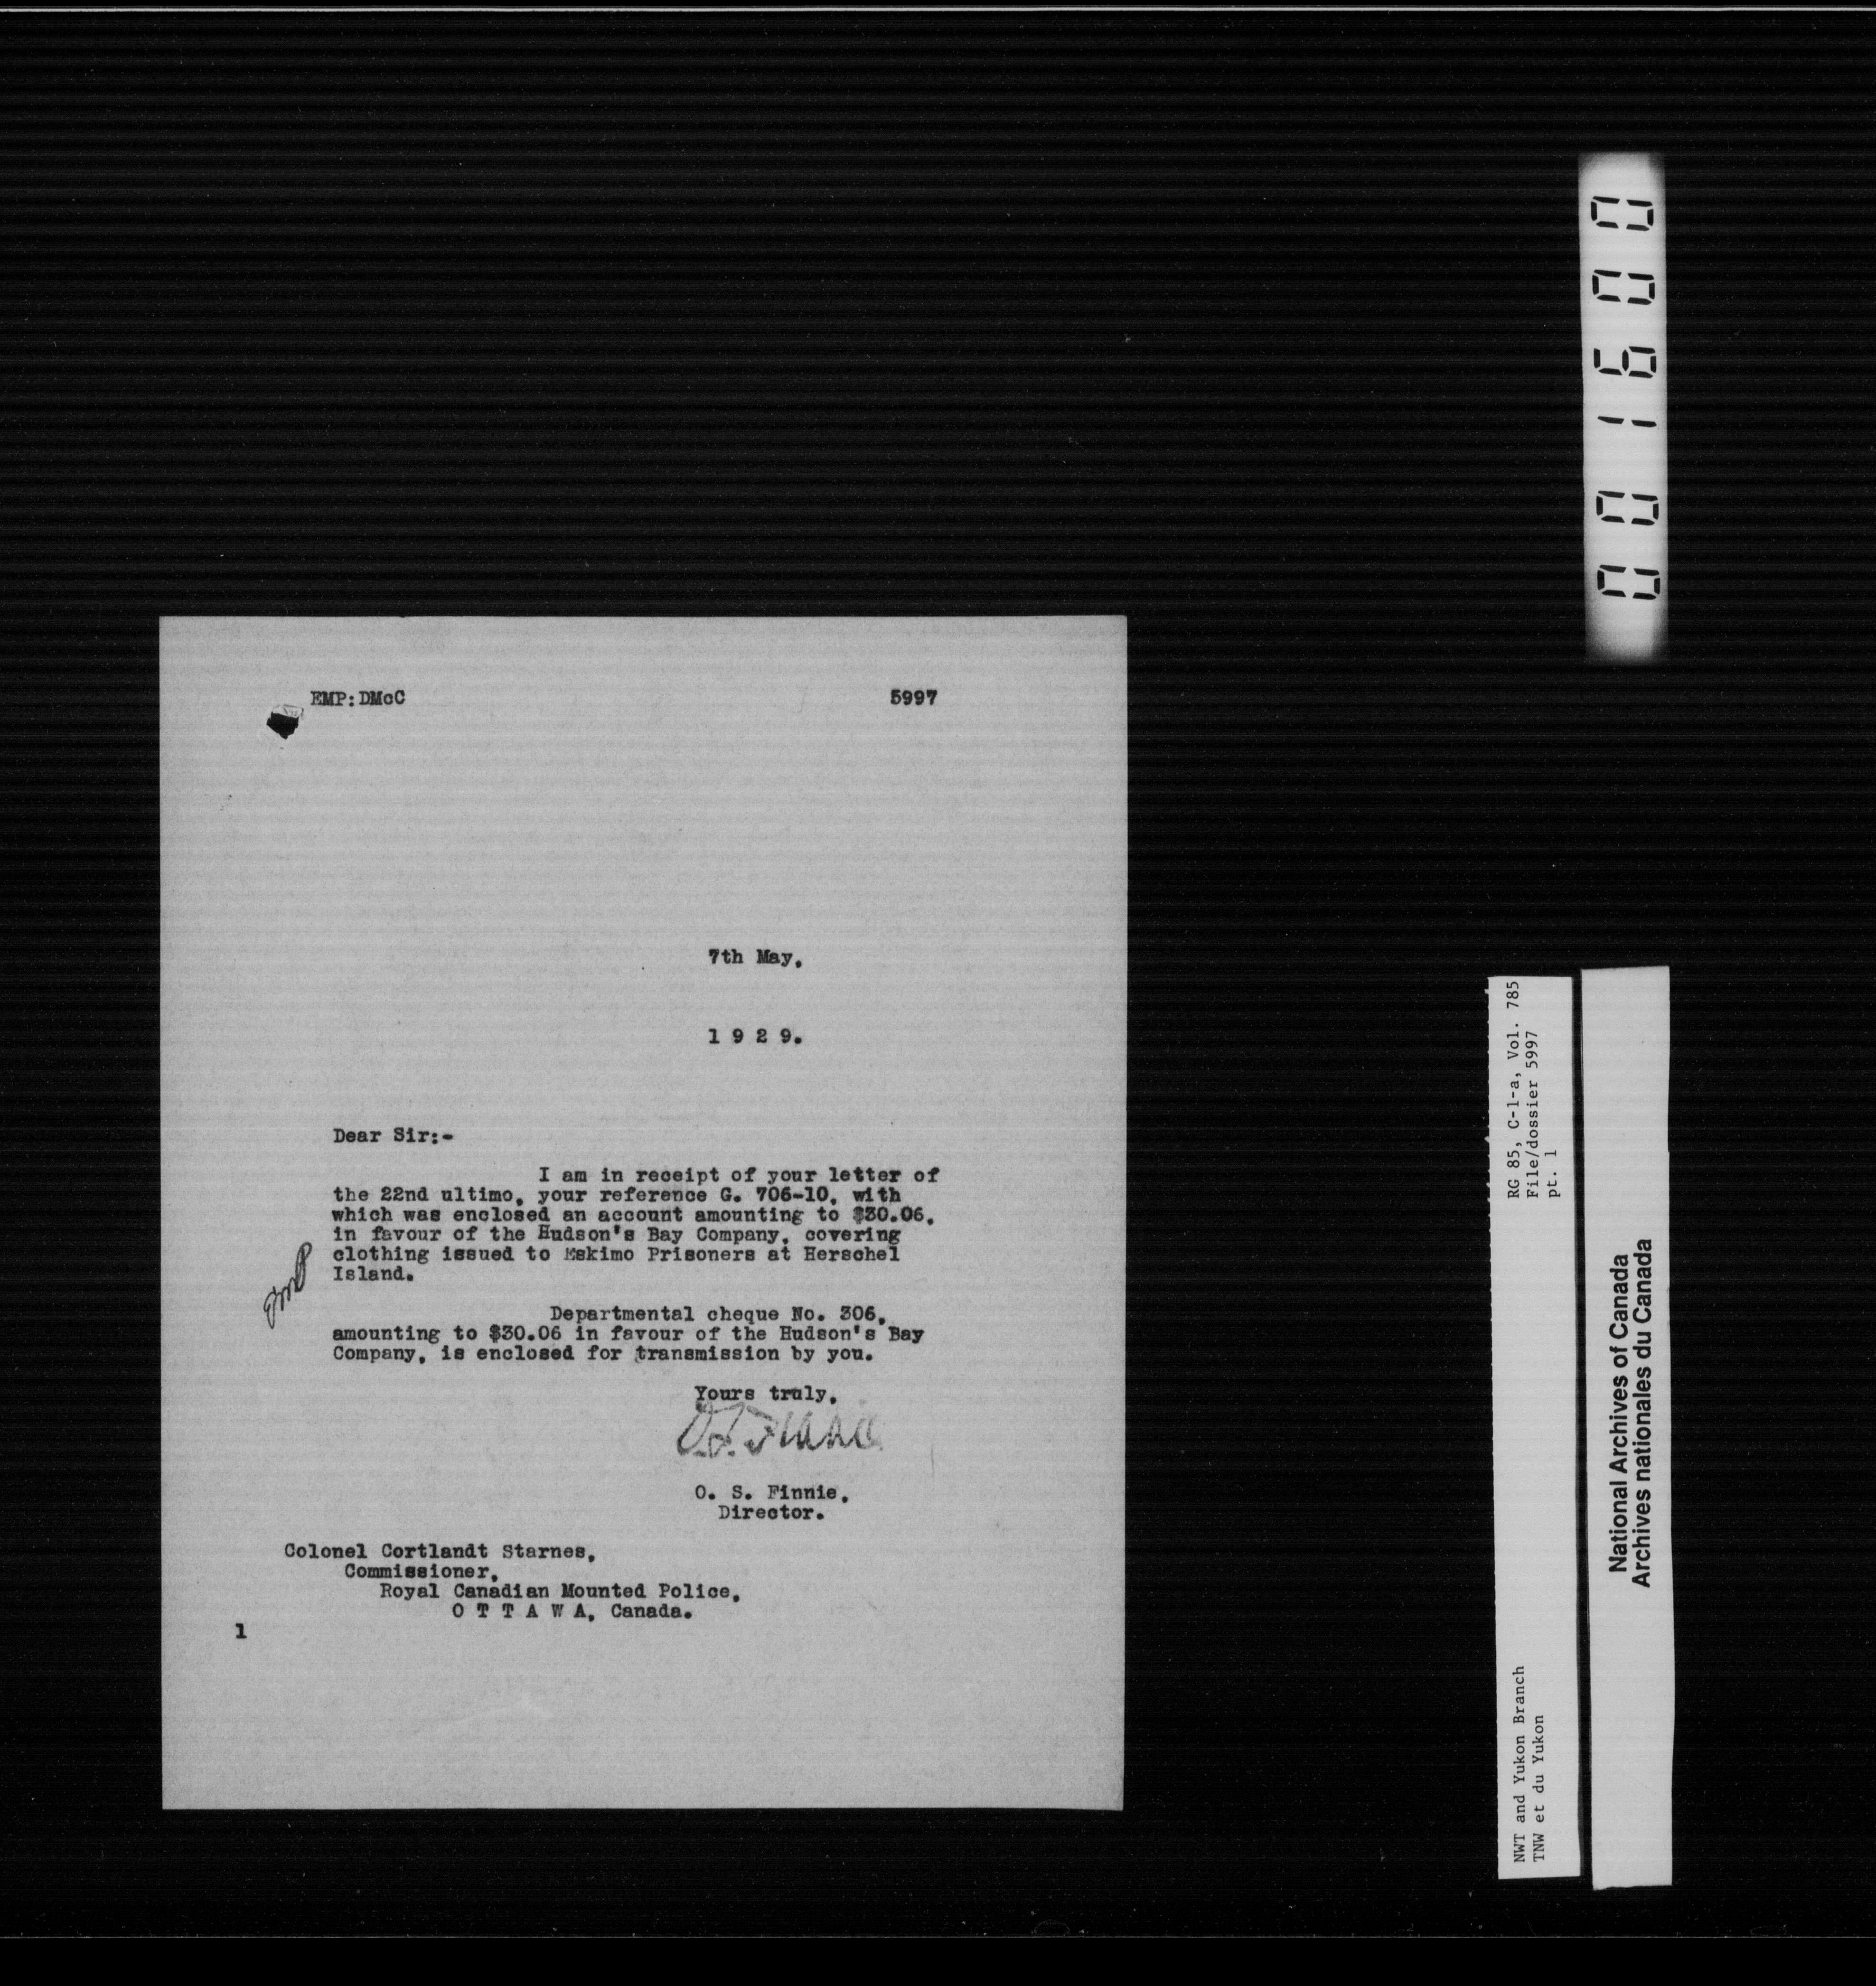 EMP:DMcC 5997
7th May,
1 9 2 9.
Dear Sir:-
I am in receipt of your letter of
the 22nd ultimo, your reference G. 706-10, with
which was enclosed an account amounting to $30.06,
in favour of the Hudson's Bay Company, covering
clothing issued to Eskimo Prisoners at Herschel
Island.
EMP
Departmental cheque No. 306,
amounting to $30.06 in favour of the Hudson's Bay
Company, is enclosed for transmission by you.
Yours truly,
O.S. Finnie
O. S. Finnie,
Director.
Colonel Cortlandt Starnes,
Commissioner,
Royal Canadian Mounted Police,
O T T A W A, Canada.
1
001600
RG 85, C-1-a, Vol. 785
File/dossier 5997
pt. 1
NWT and Yukon Branch
TNW et du Yukon
National Archives of Canada
Archives nationales du Canada